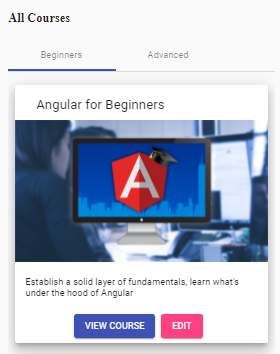 All Courses
Beginners Advanced
Angular for Beginners
A
Establish a solid layer of fundamentals, learn what's
under the hood of Angular
VIEW COURSE EDIT